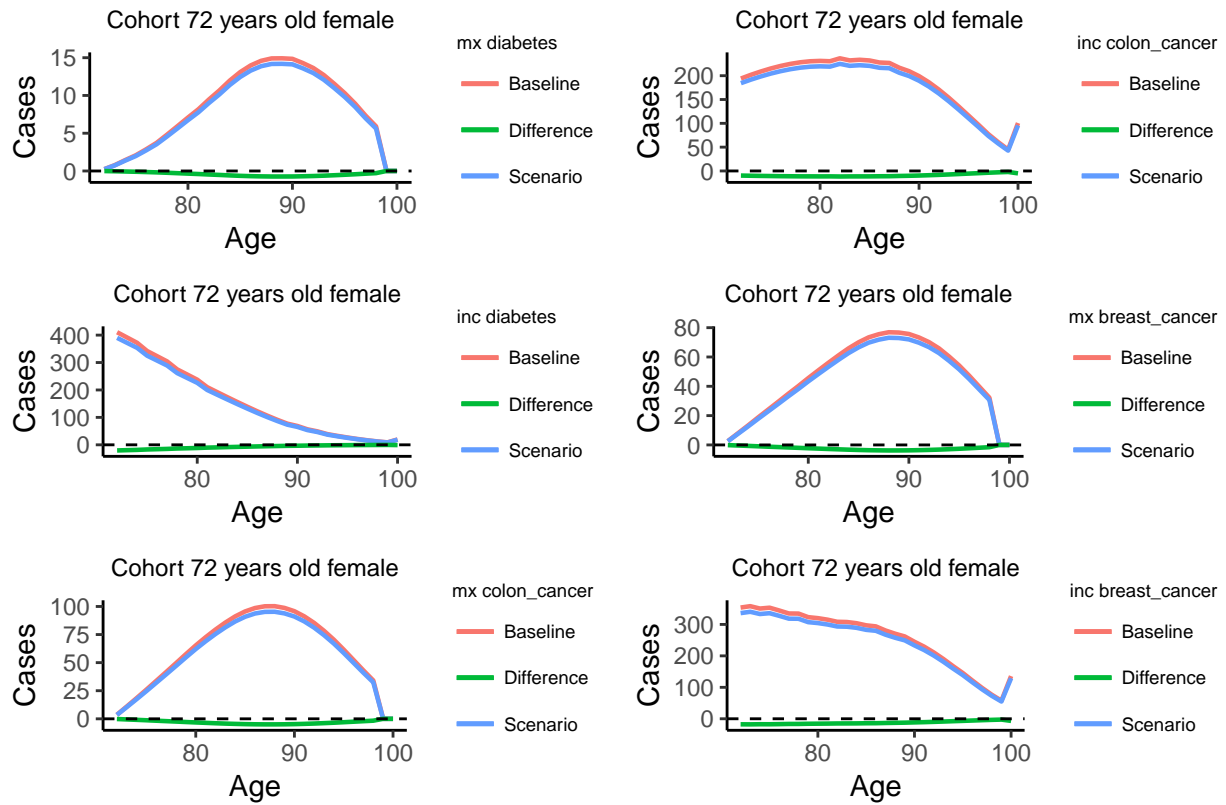 Cohort 72 years old female
mx diabetes
Baseline
Difference
Scenario
Cases
15
10
5
0
80 90 100
Age
Cohort 72 years old female
inc colon_cancer
Baseline
Difference
Scenario
Cases
200
150
100
50
0
80 90 100
Age
Cohort 72 years old female
inc diabetes
Baseline
Difference
Scenario
Cases
400
300
200
100
0
80 90 100
Age
Cohort 72 years old female
mx breast_cancer
Baseline
Difference
Scenario
Cases
80
60
40
20
0
80 90 100
Age
Cohort 72 years old female
mx colon_cancer
Baseline
Difference
Scenario
Cases
100
75
50
25
0
80 90 100
Age
Cohort 72 years old female
inc breast_cancer
Baseline
Difference
Scenario
Cases
300
200
100
0
80 90 100
Age